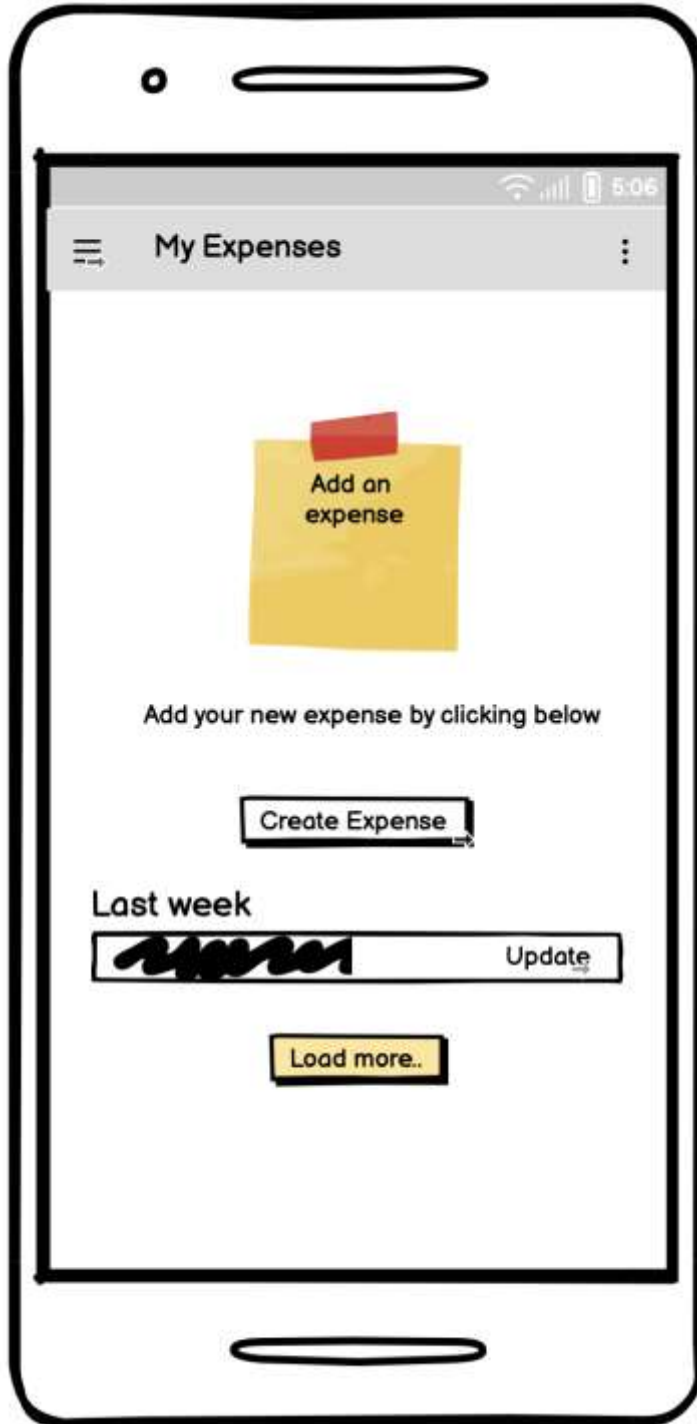 5:06
My Expenses
Add an
expense
Add your new expense by clicking below
Create Expense
Last week
Update
Load more..